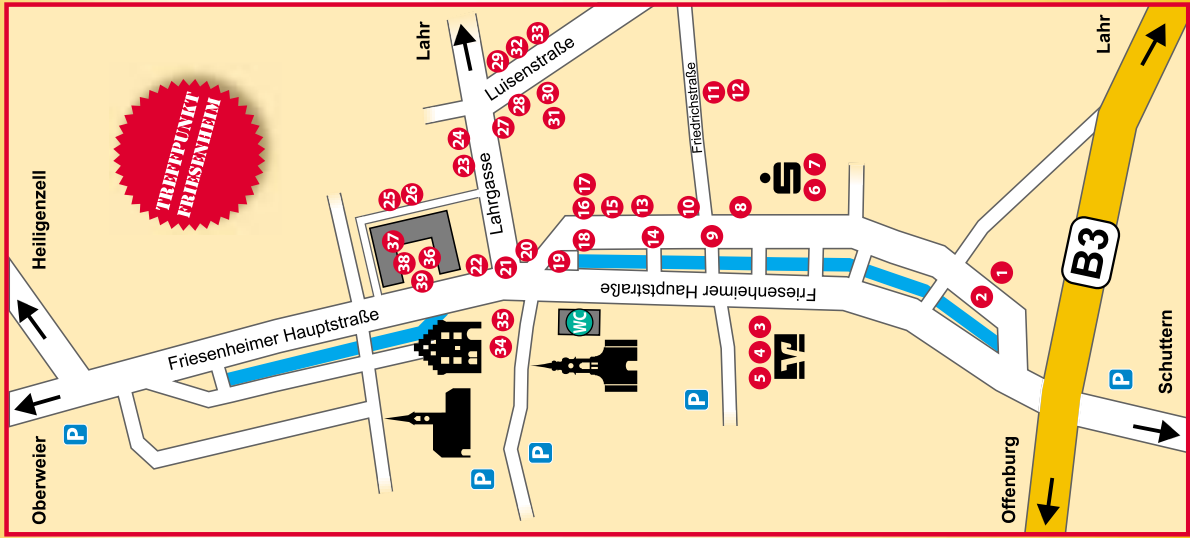 TREFFPUNKT
FRIESENHEIM
Heiligenzell
Oberweier
Lahr
Lahr
Schuttern
Offenburg
B3
Friesenheimer Hauptstraße
Friesenheimer Hauptstraße
Lahrgasse
Luisenstraße
Friedrichstraße
WC
P
P
P
P
P
1
2
3
4
5
6
7
8
9
10
11
12
13
14
15
16
17
18
19
20
21
22
23
24
25
26
27
28
29
30
31
32
33
34
35
36
37
38
39